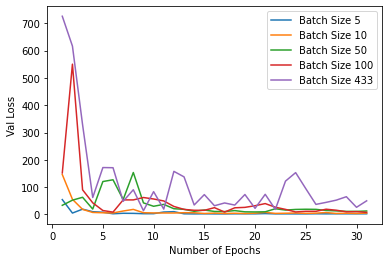 700
600
500
400
300
200
100
0
Val Loss
0
5
10
15
20
25
30
Number of Epochs
Batch Size 5
Batch Size 10
Batch Size 50
Batch Size 100
Batch Size 433